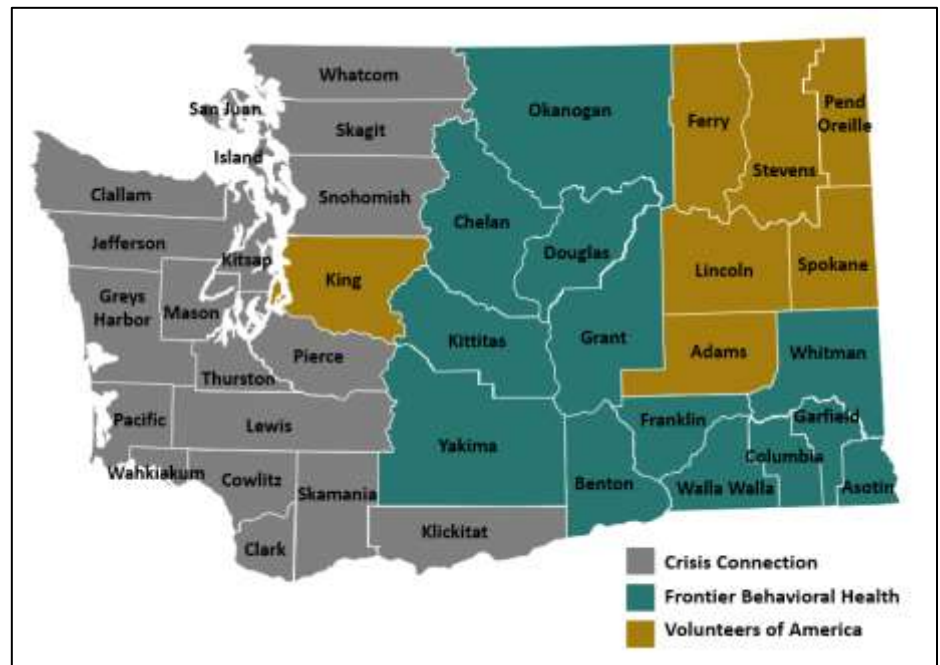 Whatcom
San Juan
Skagit
Island
Snohomish
Clallam
Jefferson
Kitsap
King
Greys
Harbor
Mason
Pierce
Thurston
Pacific
Lewis
Wahkiakum
Cowlitz
Skamania
Clark
Klickitat
Okanogan
Ferry
Stevens
Pend
Oreille
Chelan
Douglas
Lincoln
Spokane
Kittitas
Grant
Adams
Whitman
Yakima
Franklin
Garfield
Columbia
Benton
Walla Walla
Asotin
Crisis Connection
Frontier Behavioral Health
Volunteers of America